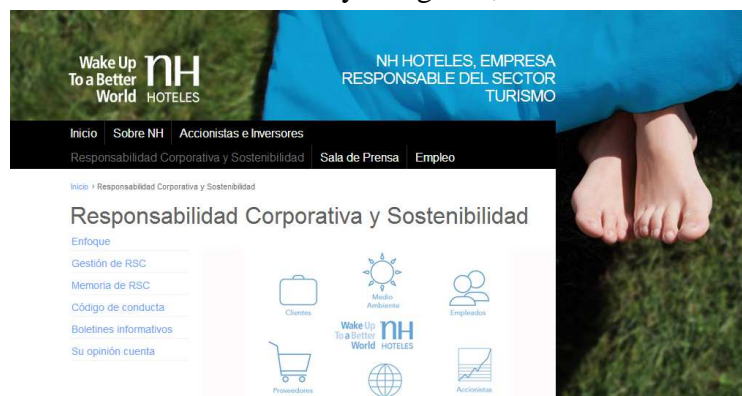 Wake Up
To a Better
World
nH
HOTELES
NH HOTELES, EMPRESA
RESPONSABLE DEL SECTOR
TURISMO
Inicio Sobre NH Accionistas e Inversores
Responsabilidad Corporativa y Sostenibilidad Sala de Prensa Empleo
Inicio › Responsabilidad Corporativa y Sostenibilidad
Responsabilidad Corporativa y Sostenibilidad
Enfoque
Gestión de RSC
Memoria de RSC
Código de conducta
Boletines informativos
Su opinión cuenta
Clientes
Medio
Ambiente
Empleados
Wake Up
To a Better
World
nH
HOTELES
Proveedores
Accionistas